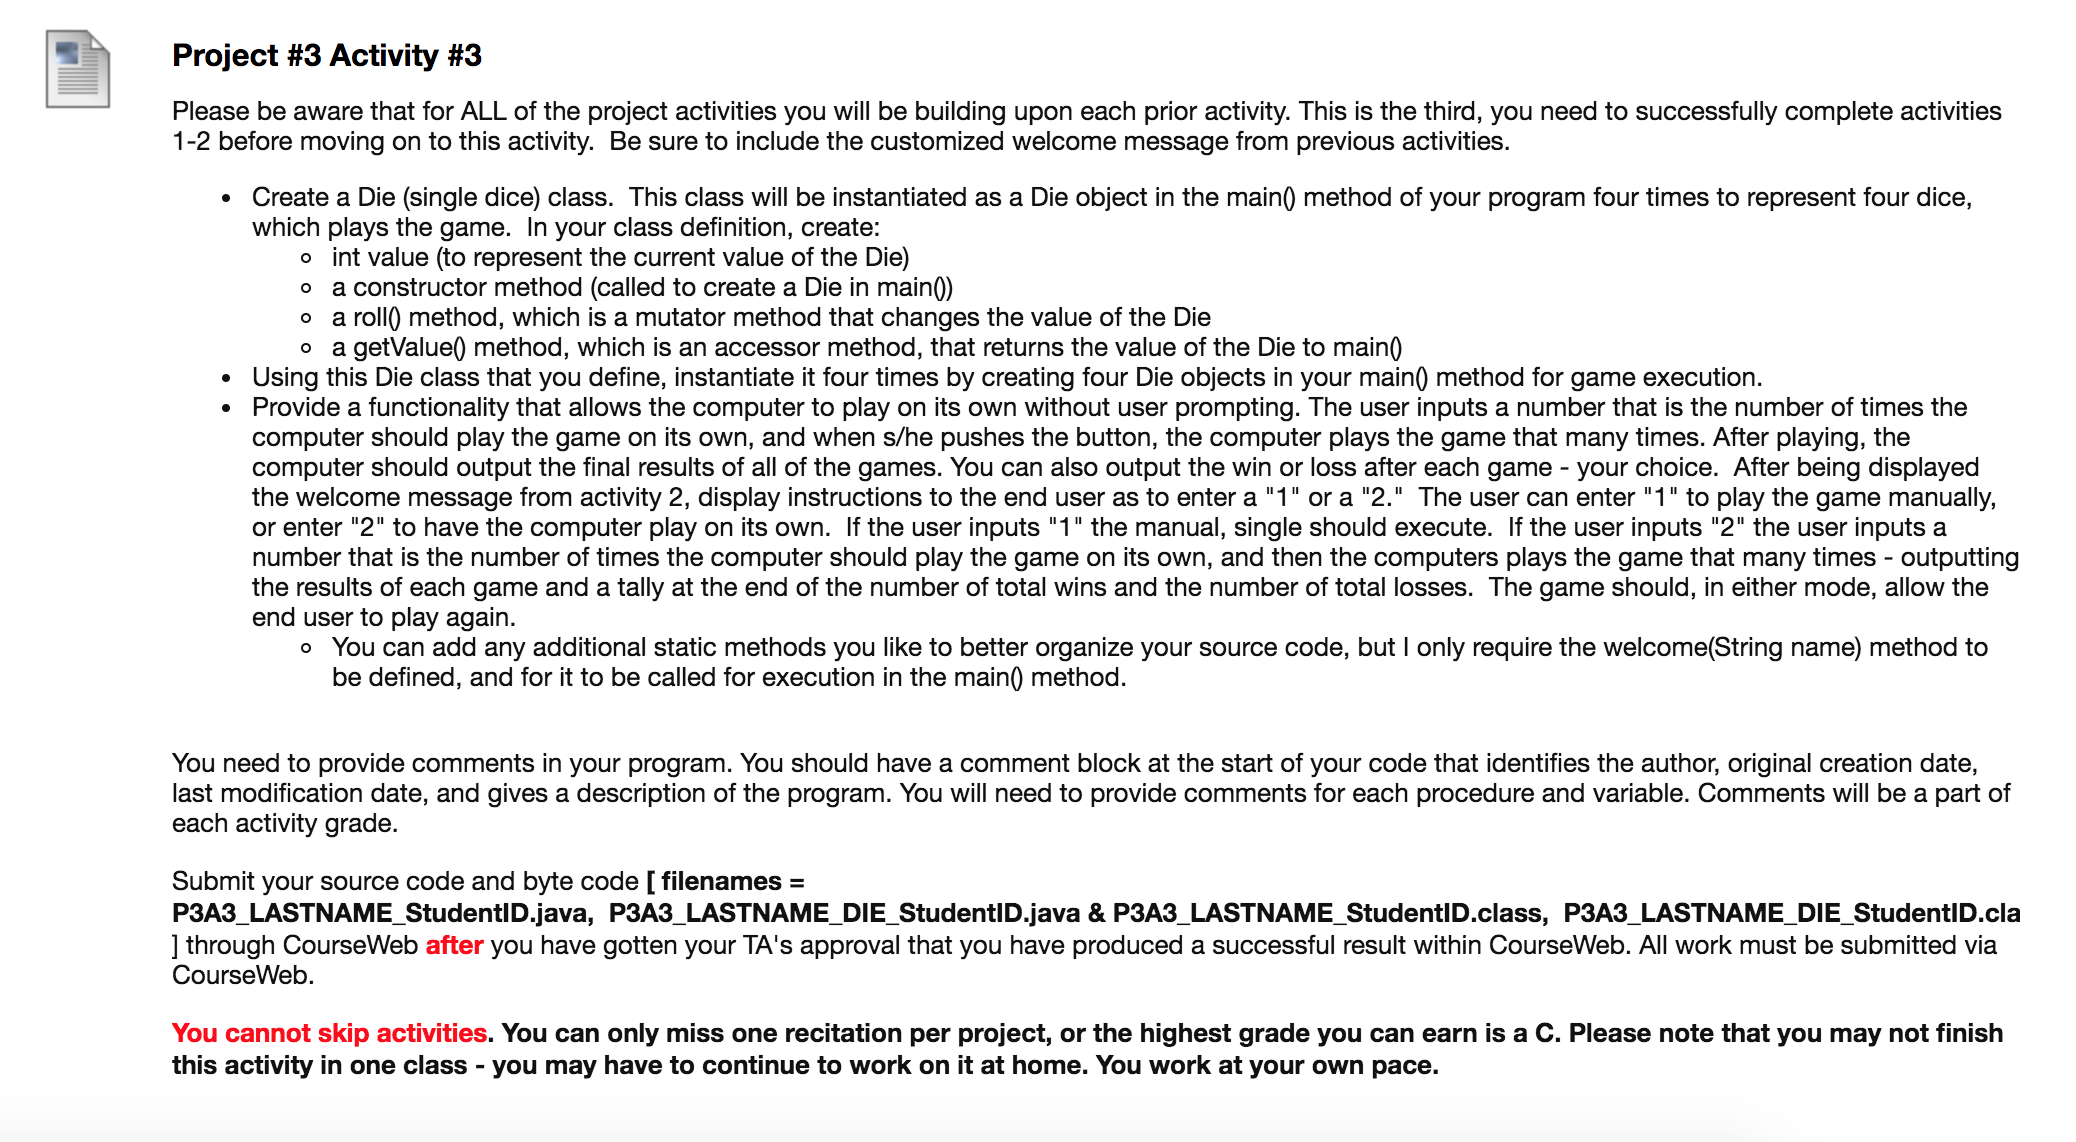 Project #3 Activity #3
Please be aware that for ALL of the project activities you will be building upon each prior activity. This is the third, you need to successfully complete activities
1-2 before moving on to this activity.  Be sure to include the customized welcome message from previous activities.
• Create a Die (single dice) class.  This class will be instantiated as a Die object in the main() method of your program four times to represent four dice,
which plays the game.  In your class definition, create:
◦ int value (to represent the current value of the Die)
◦ a constructor method (called to create a Die in main())
◦ a roll() method, which is a mutator method that changes the value of the Die
◦ a getValue() method, which is an accessor method, that returns the value of the Die to main()
• Using this Die class that you define, instantiate it four times by creating four Die objects in your main() method for game execution.
• Provide a functionality that allows the computer to play on its own without user prompting. The user inputs a number that is the number of times the
computer should play the game on its own, and when s/he pushes the button, the computer plays the game that many times. After playing, the
computer should output the final results of all of the games. You can also output the win or loss after each game - your choice.  After being displayed
the welcome message from activity 2, display instructions to the end user as to enter a "1" or a "2."  The user can enter "1" to play the game manually,
or enter "2" to have the computer play on its own.  If the user inputs "1" the manual, single should execute.  If the user inputs "2" the user inputs a
number that is the number of times the computer should play the game on its own, and then the computers plays the game that many times - outputting
the results of each game and a tally at the end of the number of total wins and the number of total losses.  The game should, in either mode, allow the
end user to play again.
◦ You can add any additional static methods you like to better organize your source code, but I only require the welcome(String name) method to
be defined, and for it to be called for execution in the main() method.
You need to provide comments in your program. You should have a comment block at the start of your code that identifies the author, original creation date,
last modification date, and gives a description of the program. You will need to provide comments for each procedure and variable. Comments will be a part of
each activity grade.
Submit your source code and byte code [ filenames =
P3A3_LASTNAME_StudentID.java,  P3A3_LASTNAME_DIE_StudentID.java & P3A3_LASTNAME_StudentID.class,  P3A3_LASTNAME_DIE_StudentID.cla
] through CourseWeb after you have gotten your TA's approval that you have produced a successful result within CourseWeb. All work must be submitted via
CourseWeb.
You cannot skip activities. You can only miss one recitation per project, or the highest grade you can earn is a C. Please note that you may not finish
this activity in one class - you may have to continue to work on it at home. You work at your own pace.